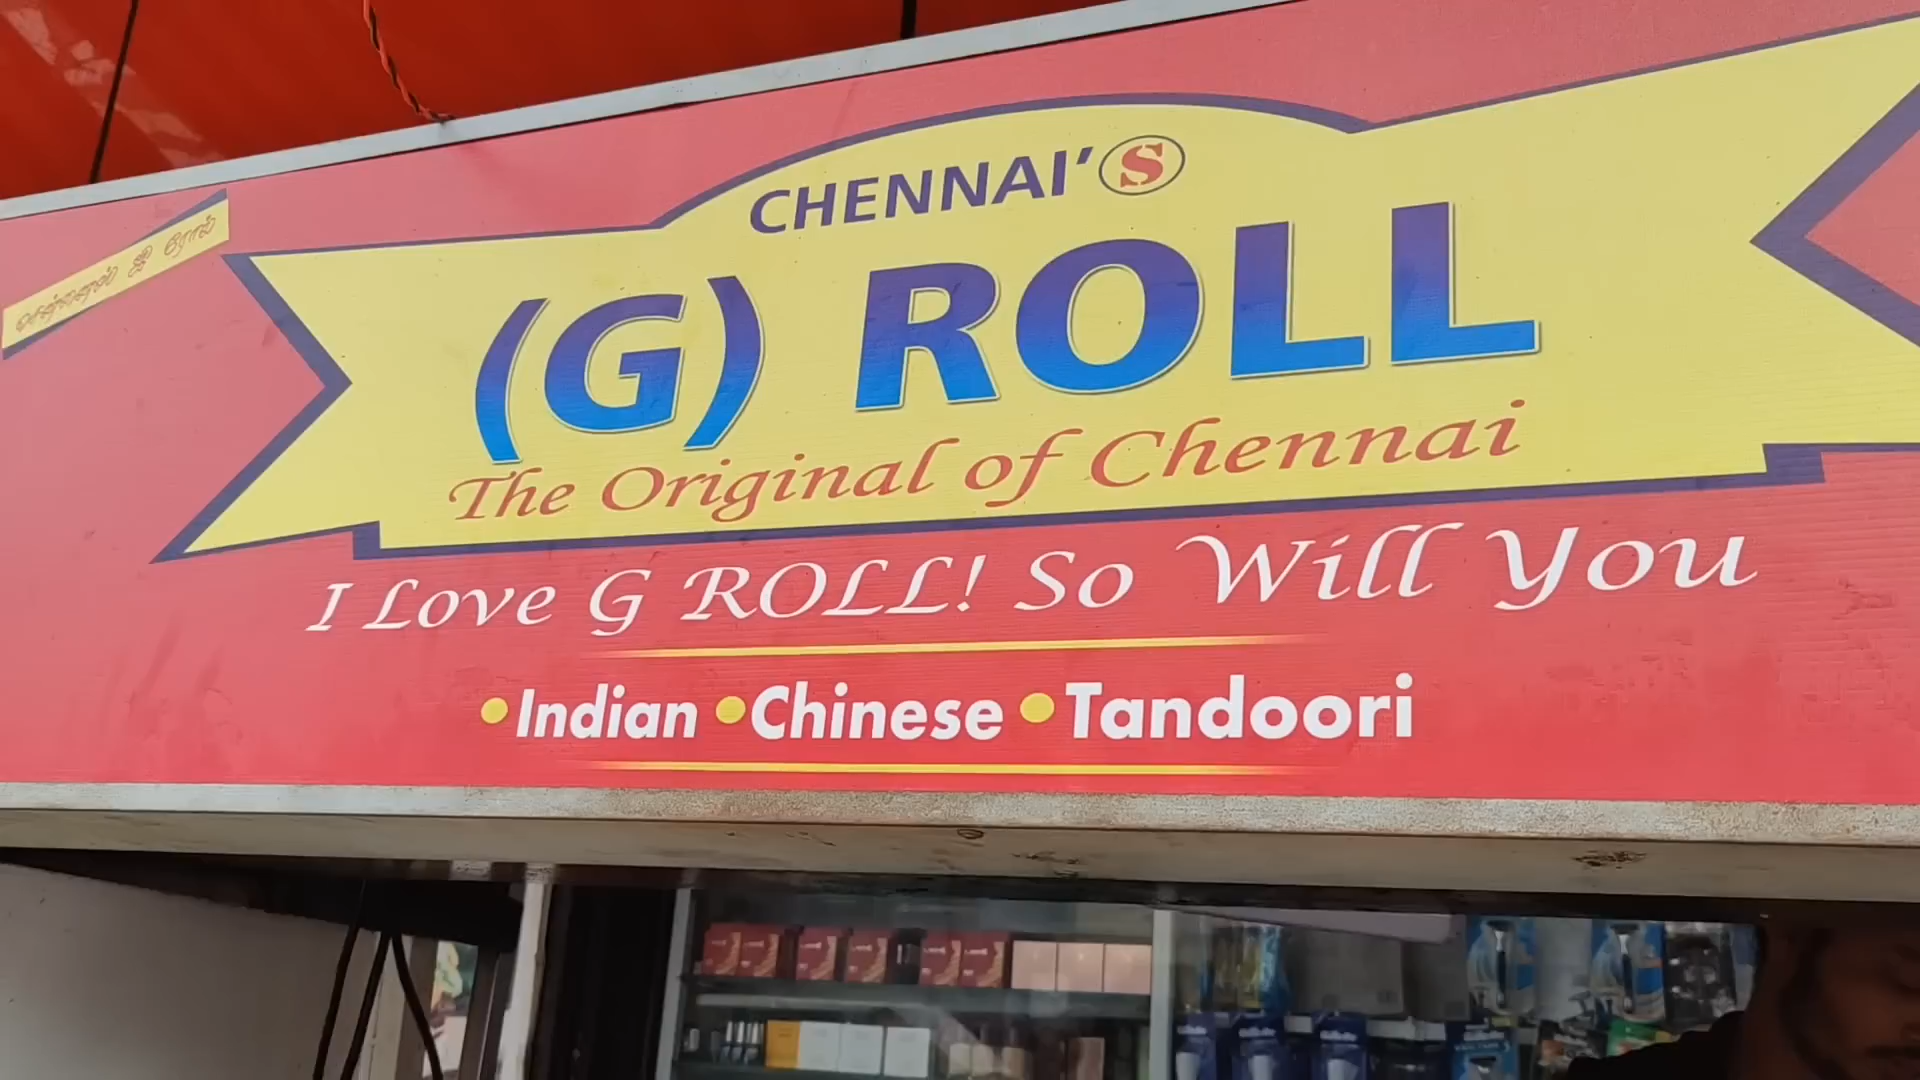 சென்னைஸ் ஜி ரோல்
CHENNAI'S
(G) ROLL
The Original of Chennai
I Love G ROLL! So Will You
•Indian •Chinese •Tandoori